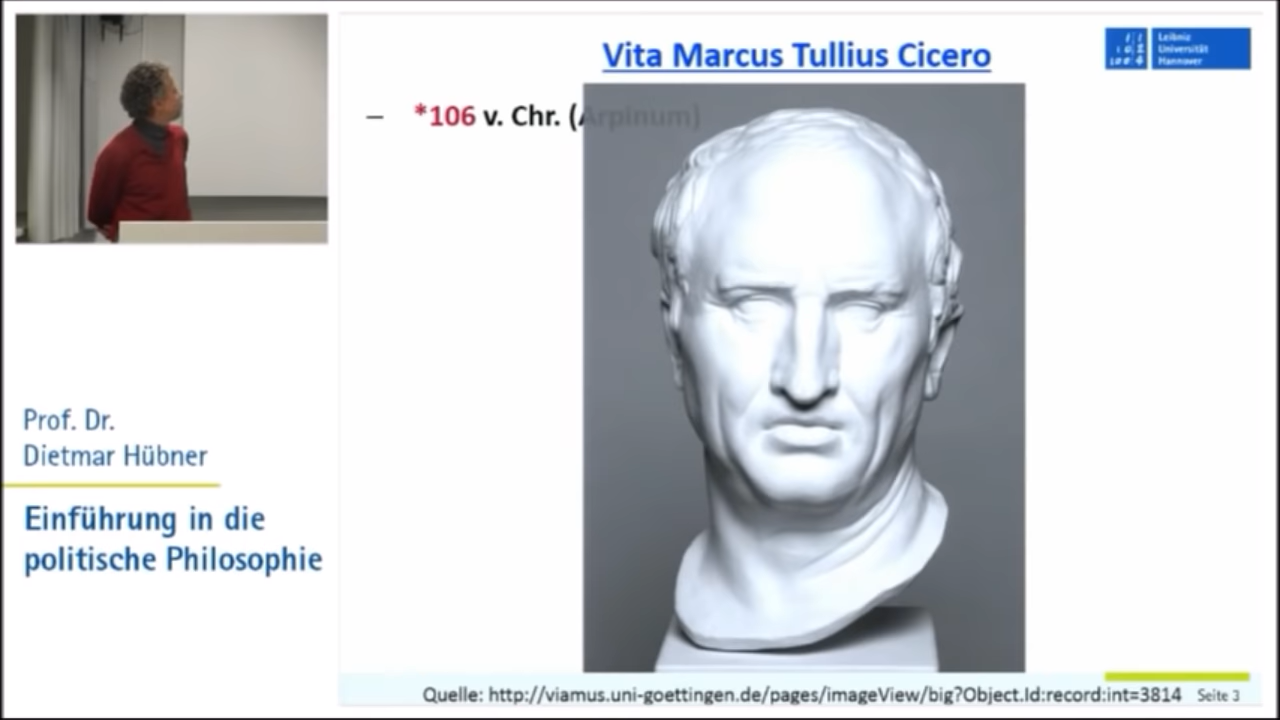 Vita Marcus Tullius Cicero
Leibniz
Universität
Hannover
– *106 v. Chr. (Arpinum)
Prof. Dr.
Dietmar Hübner
Einführung in die
politische Philosophie
Quelle: http://viamus.uni-goettingen.de/pages/imageView/big?Object.Id:record:int=3814
Seite 3